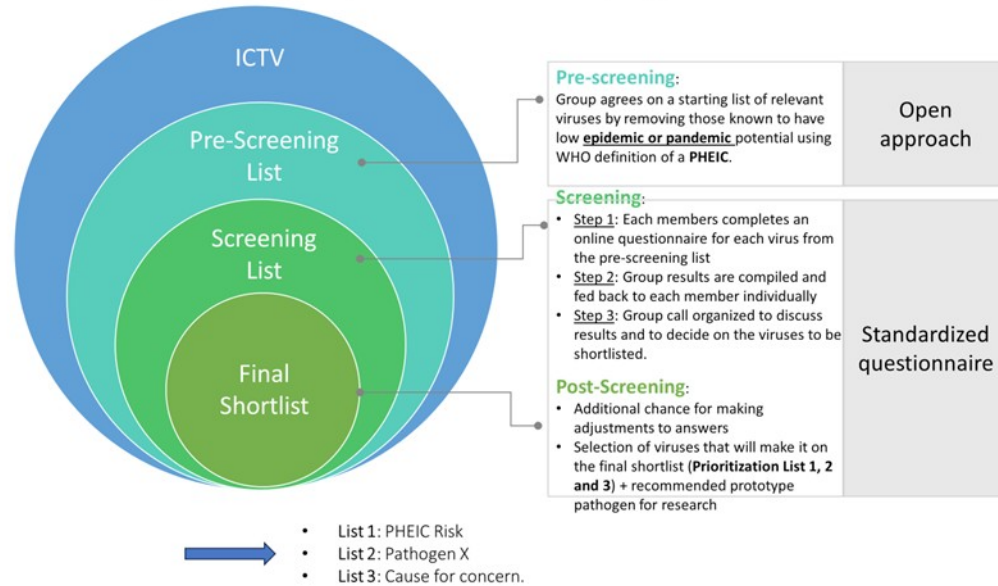 ICTV
Pre-Screening
List
Screening
List
Final
Shortlist
Pre-screening:
Group agrees on a starting list of relevant
viruses by removing those known to have
low epidemic or pandemic potential using
WHO definition of a PHEIC.
Open
approach
Screening:
• Step 1: Each members completes an
online questionnaire for each virus from
the pre-screening list
• Step 2: Group results are compiled and
fed back to each member individually
• Step 3: Group call organized to discuss
results and to decide on the viruses to be
shortlisted.
Post-Screening:
• Additional chance for making
adjustments to answers
• Selection of viruses that will make it on
the final shortlist (Prioritization List 1, 2
and 3) + recommended prototype
pathogen for research
Standardized
questionnaire
• List 1: PHEIC Risk
• List 2: Pathogen X
• List 3: Cause for concern.